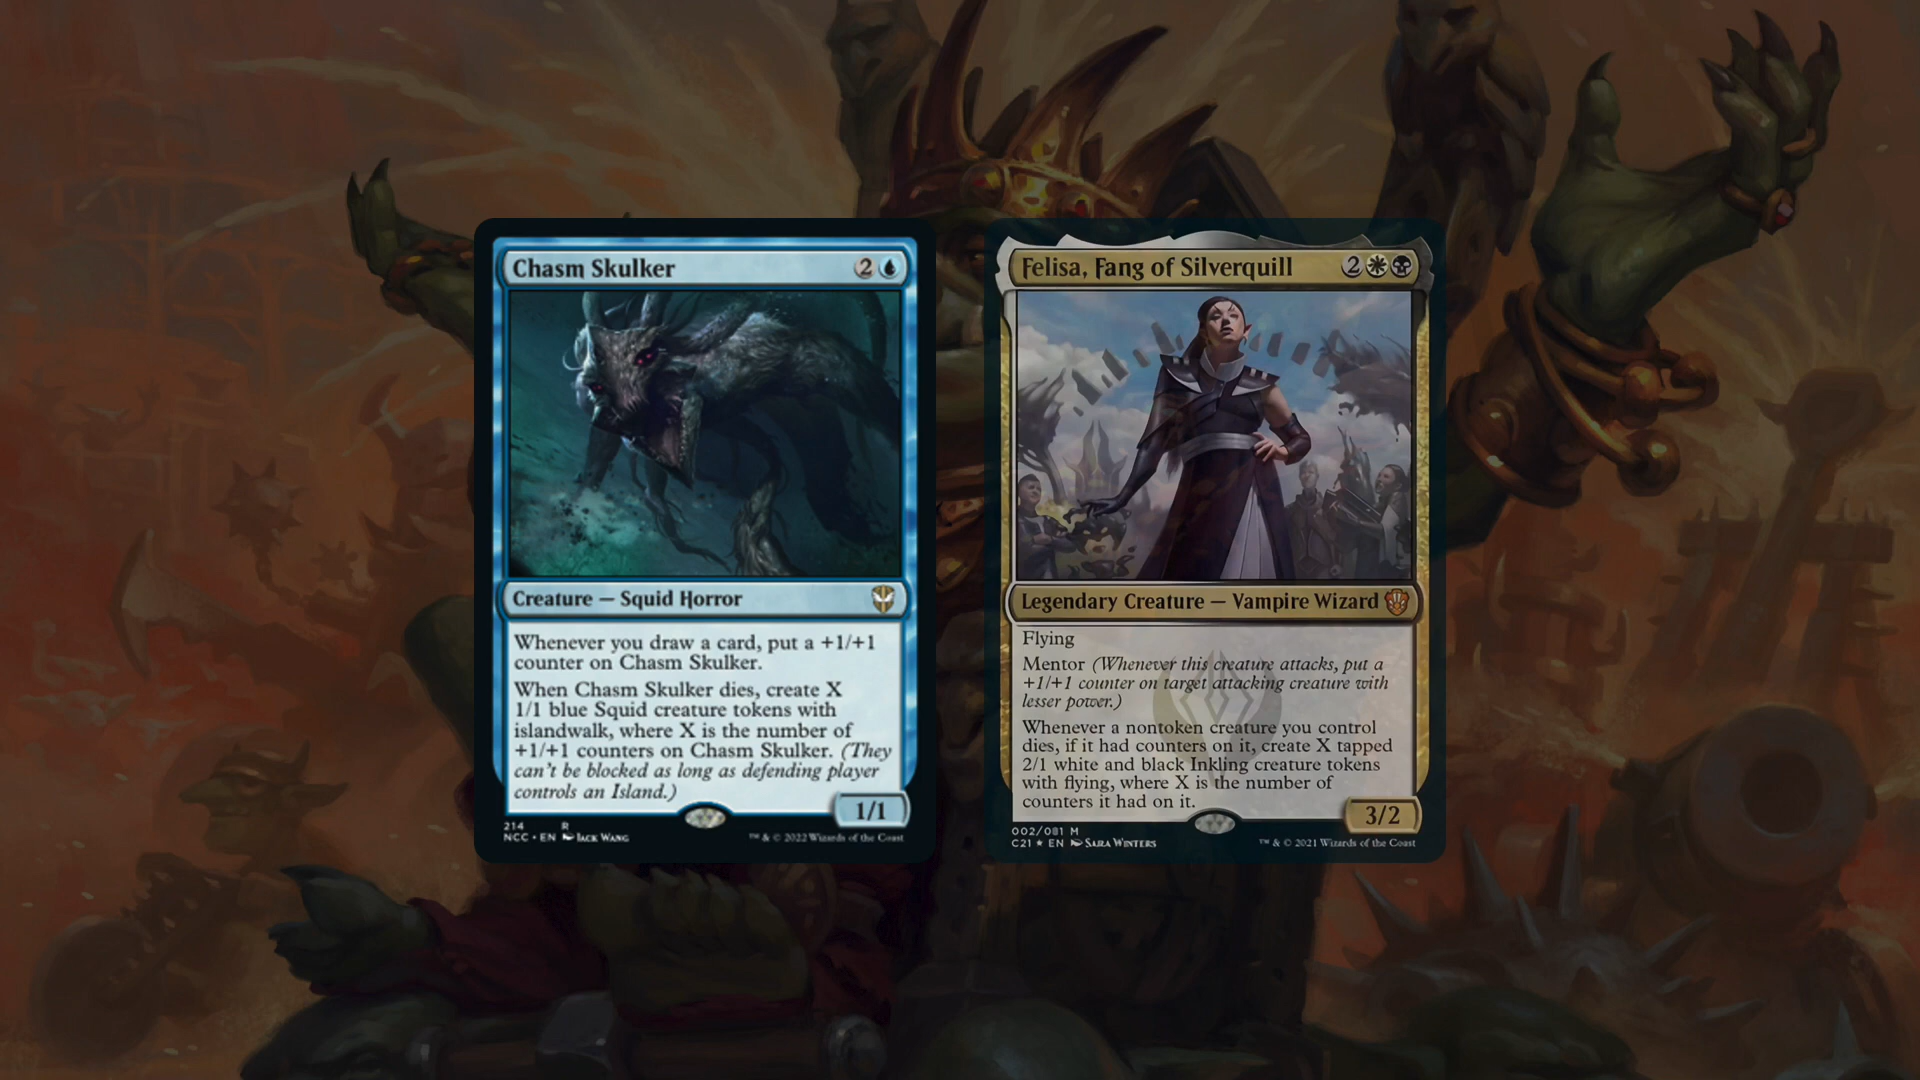 Chasm Skulker 2
Creature — Squid Horror
Whenever you draw a card, put a +1/+1
counter on Chasm Skulker.
When Chasm Skulker dies, create X
1/1 blue Squid creature tokens with
islandwalk, where X is the number of
+1/+1 counters on Chasm Skulker. (They
can't be blocked as long as defending player
controls an Island.)
1/1
214 R
NCC • EN Jack Wang
™ & © 2022 Wizards of the Coast
Felisa, Fang of Silverquill 2
Legendary Creature — Vampire Wizard
Flying
Mentor (Whenever this creature attacks, put a
+1/+1 counter on target attacking creature with
lesser power.)
Whenever a nontoken creature you control
dies, if it had counters on it, create X tapped
2/1 white and black Inkling creature tokens
with flying, where X is the number of
counters it had on it.
3/2
002/081 M
C21 ★ EN Sara Winters
™ & © 2021 Wizards of the Coast